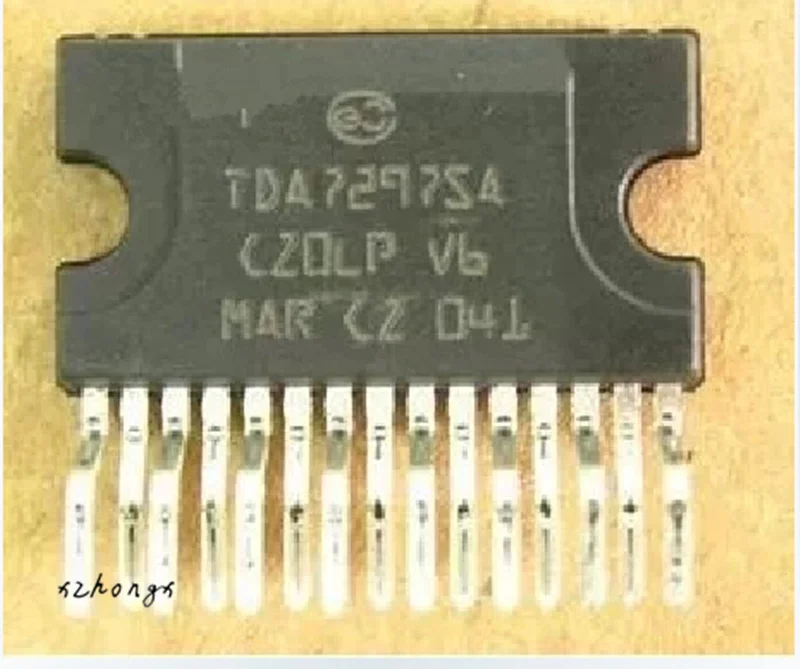 TDA7297SA
CZ0LP V6
MAR CZ 041
xzhongx